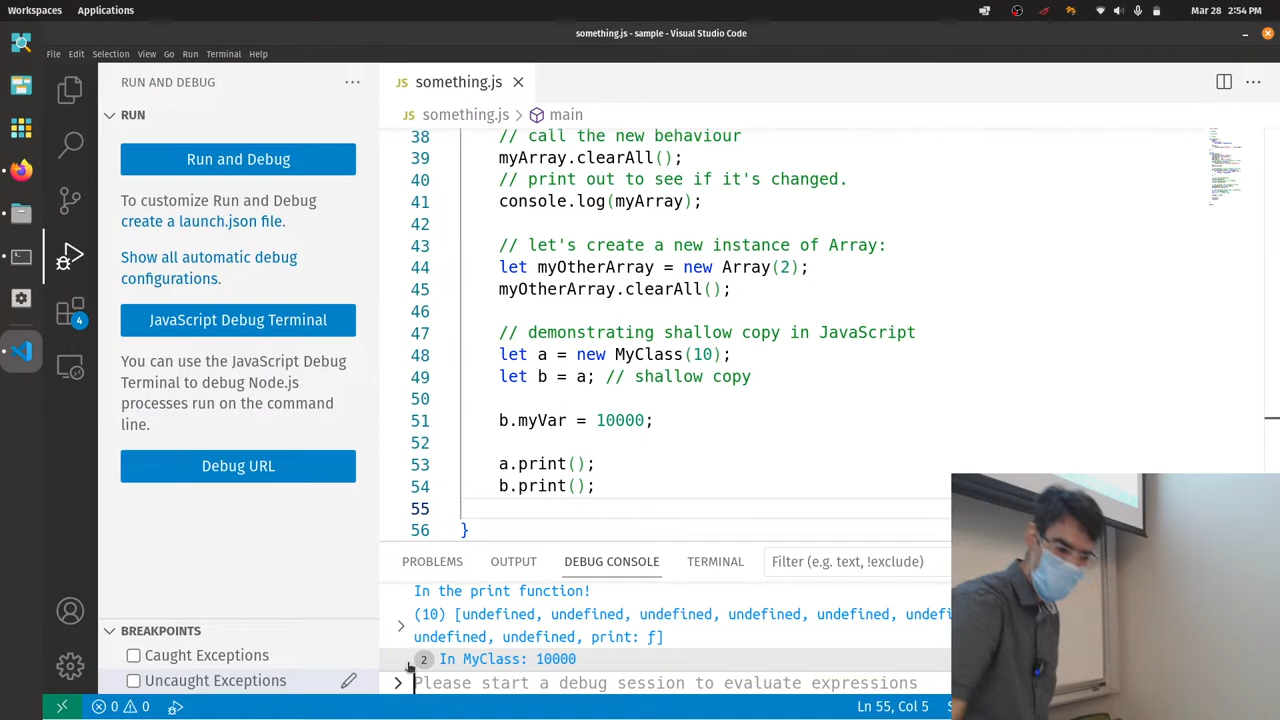 Workspaces Applications Mar 28 2:54 PM
something.js - sample - Visual Studio Code
File Edit Selection View Go Run Terminal Help
RUN AND DEBUG
RUN
Run and Debug
To customize Run and Debug
create a launch.json file.
Show all automatic debug
configurations.
JavaScript Debug Terminal
You can use the JavaScript Debug
Terminal to debug Node.js
processes run on the command
line.
Debug URL
4
BREAKPOINTS
Caught Exceptions
Uncaught Exceptions
JS something.js
JS something.js > main
38 // call the new behaviour
39 myArray.clearAll();
40 // print out to see if it's changed.
41 console.log(myArray);
42
43 // let's create a new instance of Array:
44 let myOtherArray = new Array(2);
45 myOtherArray.clearAll();
46
47 // demonstrating shallow copy in JavaScript
48 let a = new MyClass(10);
49 let b = a; // shallow copy
50
51 b.myVar = 10000;
52
53 a.print();
54 b.print();
55
56 }
PROBLEMS OUTPUT DEBUG CONSOLE TERMINAL Filter (e.g. text, !exclude)
In the print function!
(10) [undefined, undefined, undefined, undefined, undefined, undefi
undefined, undefined, print: ƒ]
2 In MyClass: 10000
Please start a debug session to evaluate expressions
0 0 Ln 55, Col 5